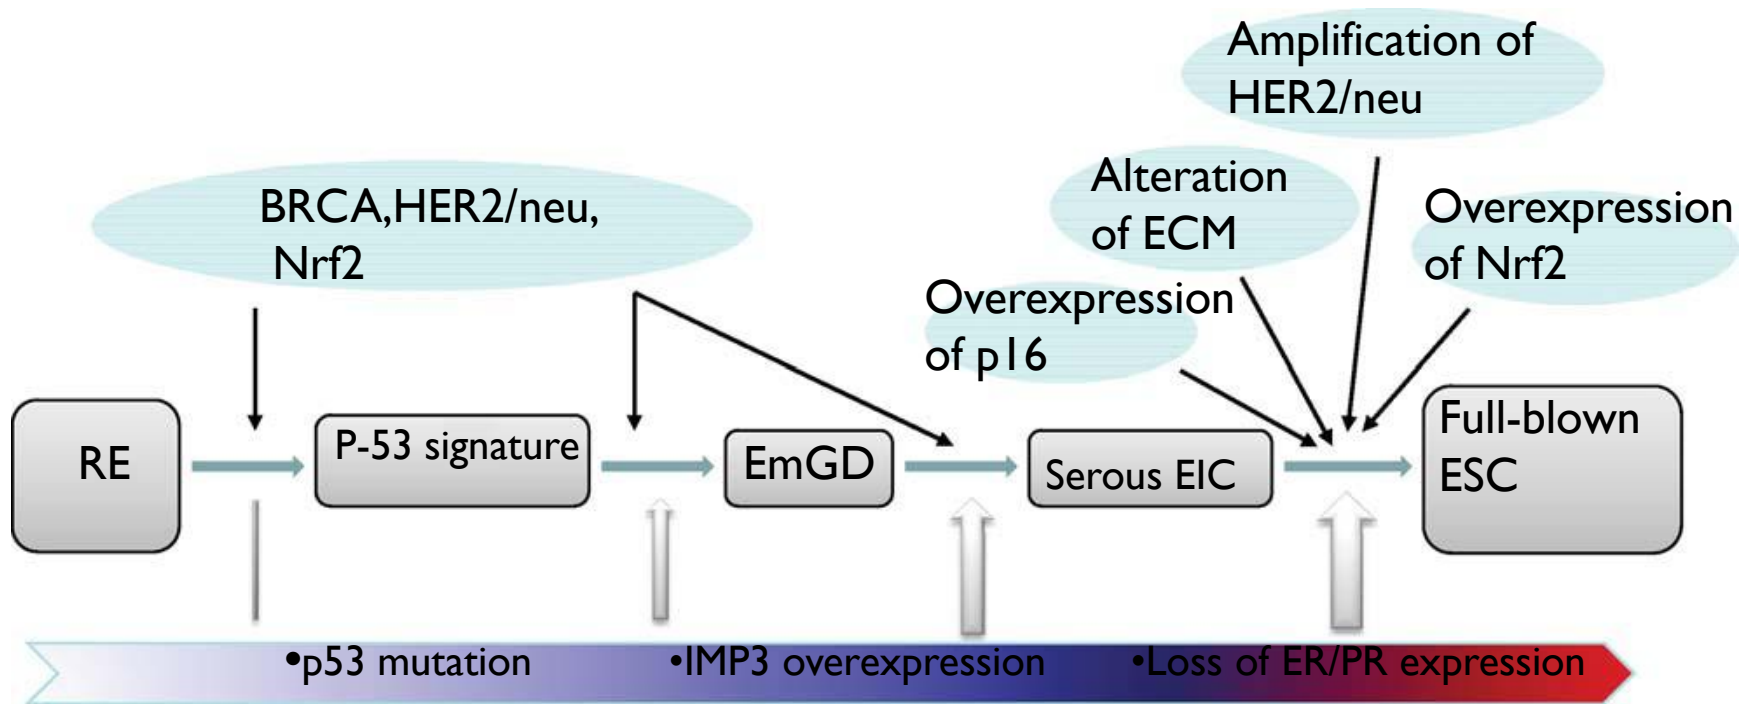 Amplification of
HER2/neu
Alteration
of ECM
BRCA,HER2/neu,
Nrf2
Overexpression
of Nrf2
Overexpression
of p16
RE
P-53 signature
EmGD
Serous EIC
Full-blown
ESC
•p53 mutation
•IMP3 overexpression
•Loss of ER/PR expression